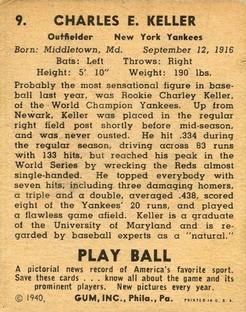 9. CHARLES E. KELLER
Outfielder New York Yankees
Born: Middletown, Md. September 12, 1916
Bats: Left Throws: Right
Height: 5' 10" Weight: 190 lbs.
Probably the most sensational figure in base-
ball last year, was Rookie Charley Keller,
of the World Champion Yankees. Up from
Newark, Keller was placed in the regular
right field post shortly before mid-season,
and was never ousted. He hit .334 during
the regular season, driving across 83 runs
with 133 hits, but reached his peak in the
World Series by wrecking the Reds almost
single-handed. He topped everybody with
seven hits, including three damaging homers,
a triple and a double, averaged .438, scored
eight of the Yankees' 20 runs, and played
a flawless game afield. Keller is a graduate
of the University of Maryland and is re-
garded by baseball experts as a "natural."
PLAY BALL
A pictorial news record of America's favorite sport.
Save these cards . . . know all about the game and its
prominent players. New pictures every year.
© 1940, GUM, INC., Phila., Pa. PRINTED IN U. S. A.